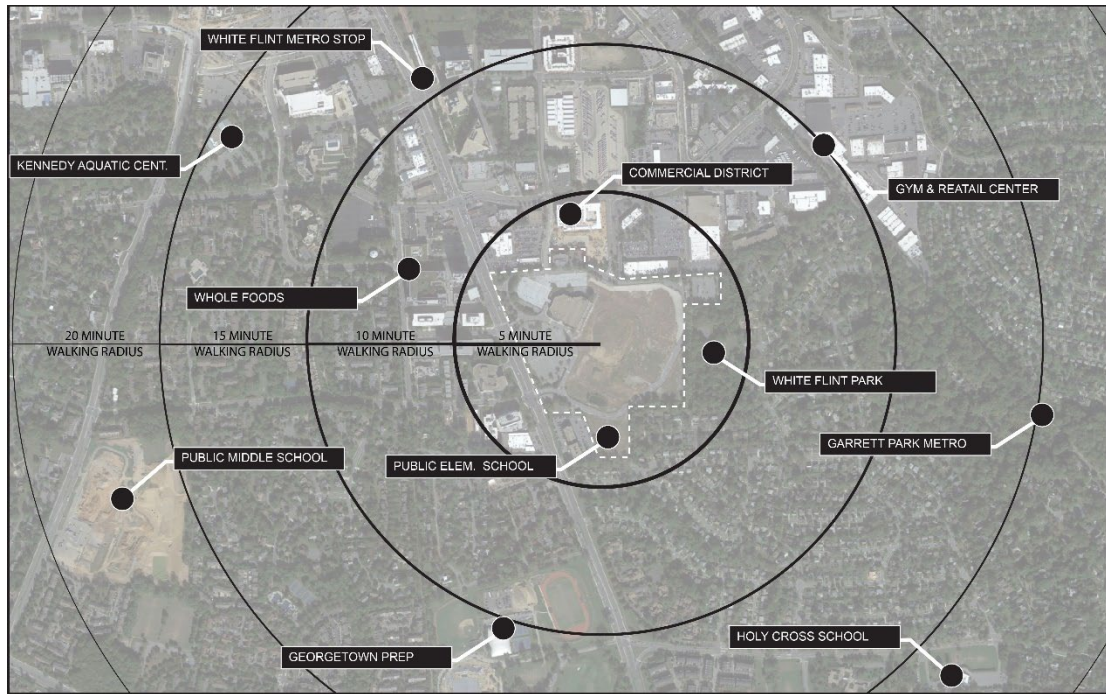 WHITE FLINT METRO STOP
KENNEDY AQUATIC CENT.
COMMERCIAL DISTRICT
GYM & REATAIL CENTER
WHOLE FOODS
20 MINUTE
WALKING RADIUS
15 MINUTE
WALKING RADIUS
10 MINUTE
WALKING RADIUS
5 MINUTE
WALKING RADIUS
WHITE FLINT PARK
GARRETT PARK METRO
PUBLIC MIDDLE SCHOOL
PUBLIC ELEM. SCHOOL
HOLY CROSS SCHOOL
GEORGETOWN PREP